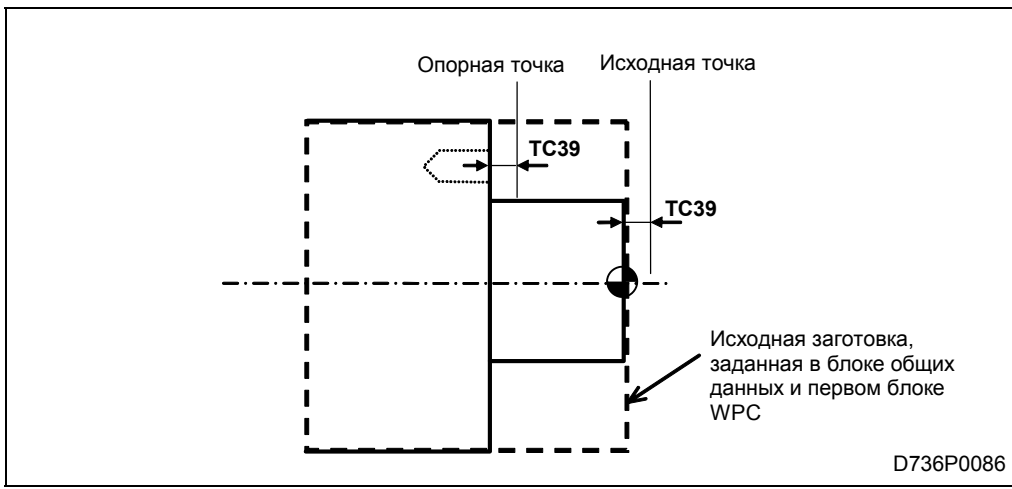 Опорная точка
Исходная точка
TC39
TC39
Исходная заготовка,
заданная в блоке общих
данных и первом блоке
WPC
D736P0086